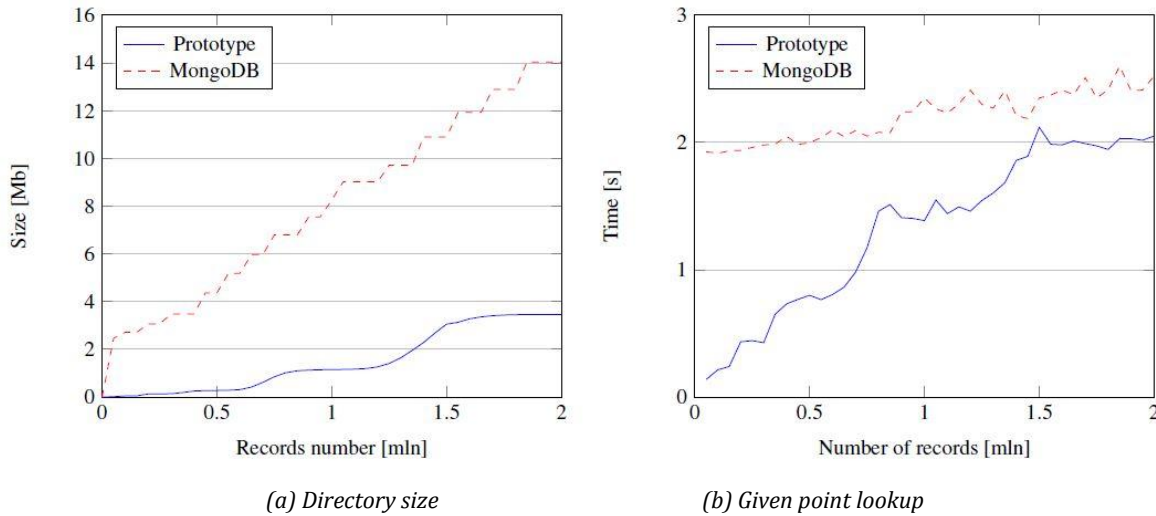 16
14
12
10
8
6
4
2
0
Size [Mb]
Prototype
MongoDB
0
0.5
1
1.5
2
Records number [mln]
(a) Directory size
3
2
1
0
Time [s]
Prototype
MongoDB
0
0.5
1
1.5
2
Number of records [mln]
(b) Given point lookup